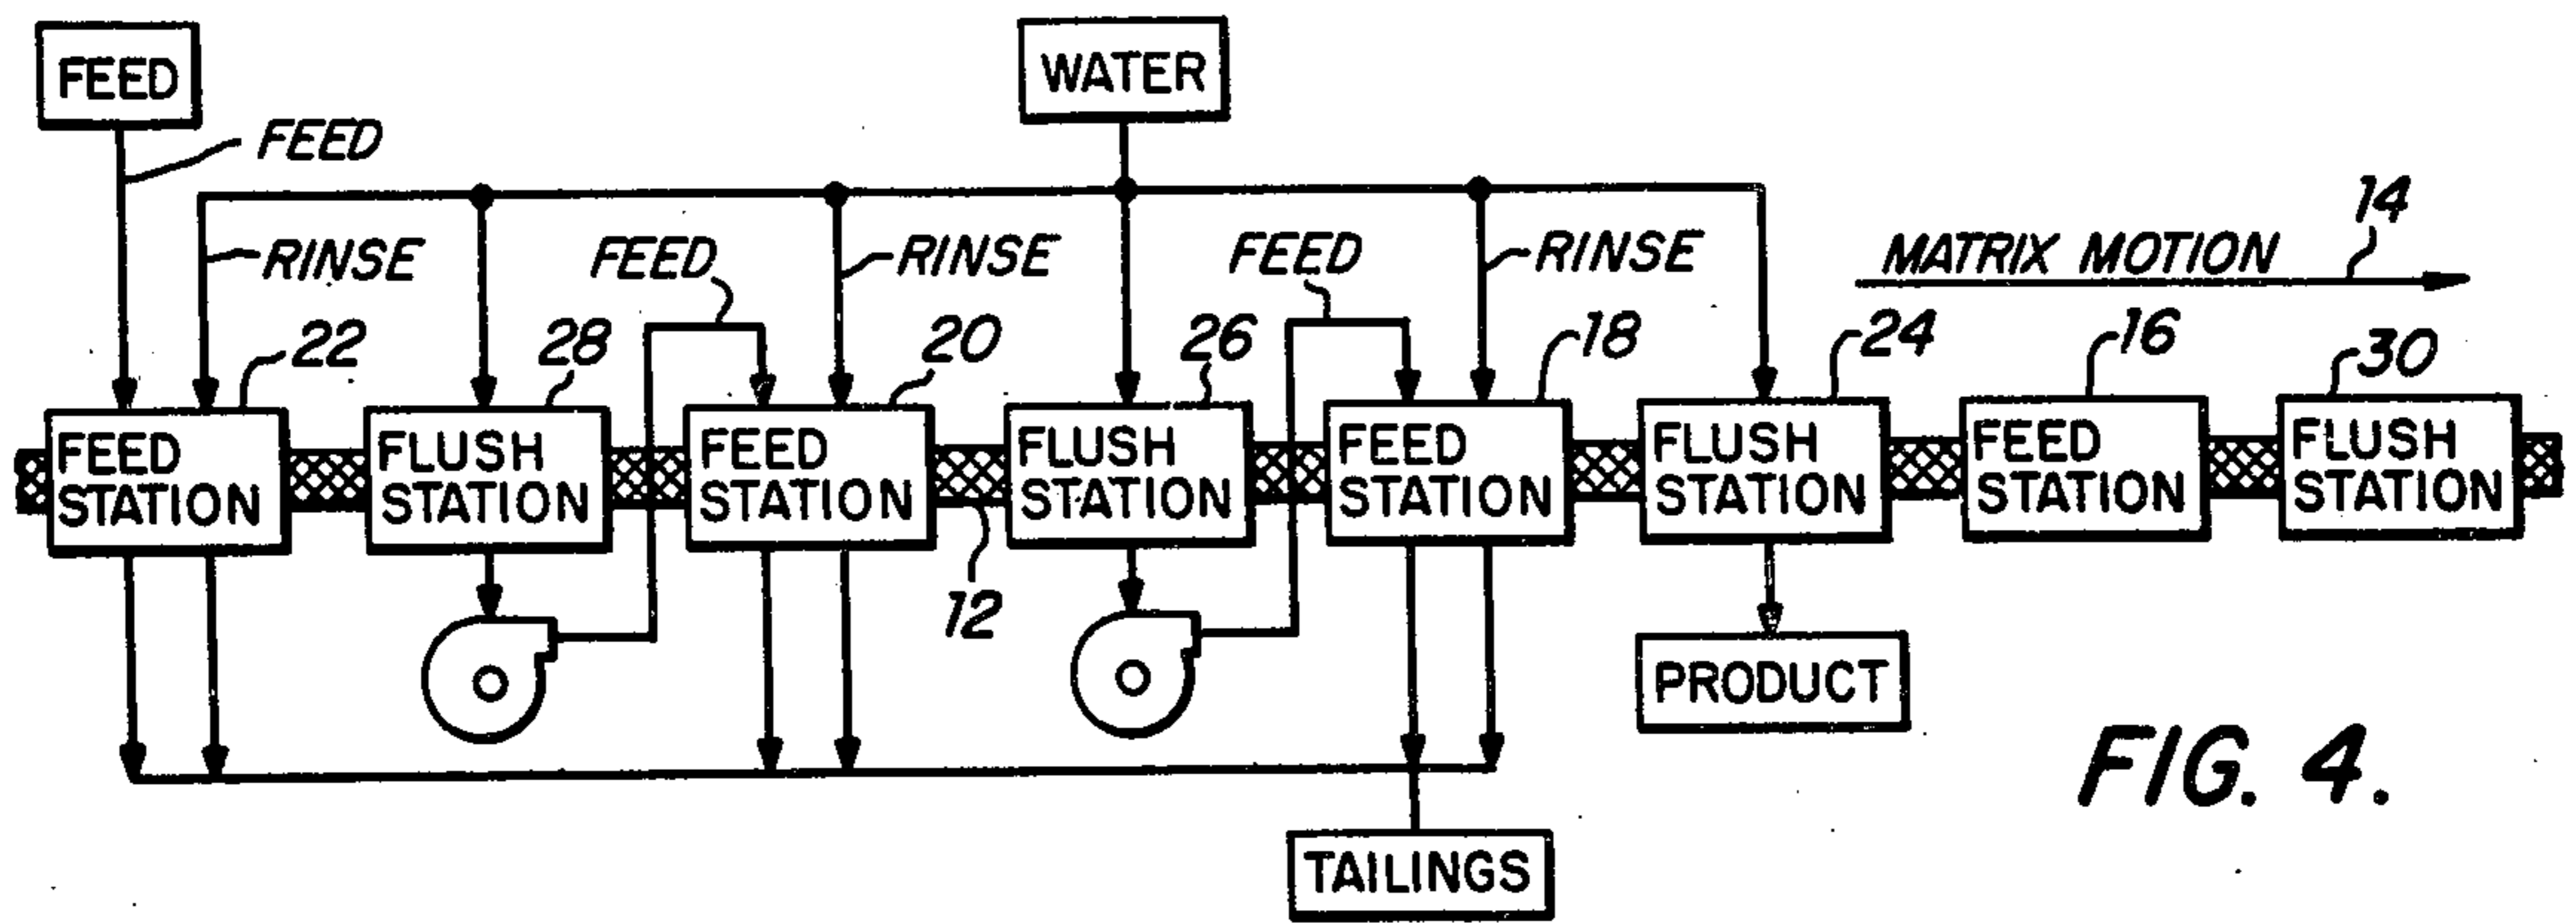 FEED
WATER
FEED
RINSE
FEED
RINSE
FEED
RINSE
MATRIX MOTION
14
22
28
20
26
18
24
16
30
FEED
STATION
FLUSH
STATION
FEED
STATION
FLUSH
STATION
FEED
STATION
FLUSH
STATION
FEED
STATION
FLUSH
STATION
12
PRODUCT
TAILINGS
FIG. 4.